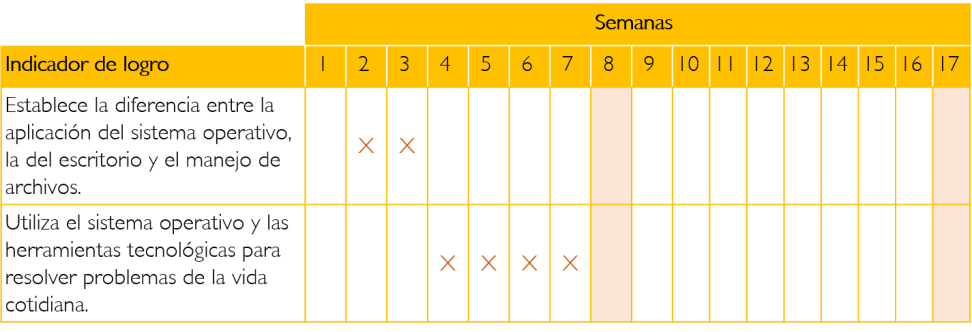 Semanas
Indicador de logro 1 2 3 4 5 6 7 8 9 10 11 12 13 14 15 16 17
Establece la diferencia entre la
aplicación del sistema operativo,
la del escritorio y el manejo de
archivos.
X X
Utiliza el sistema operativo y las
herramientas tecnológicas para
resolver problemas de la vida
cotidiana.
X X X X